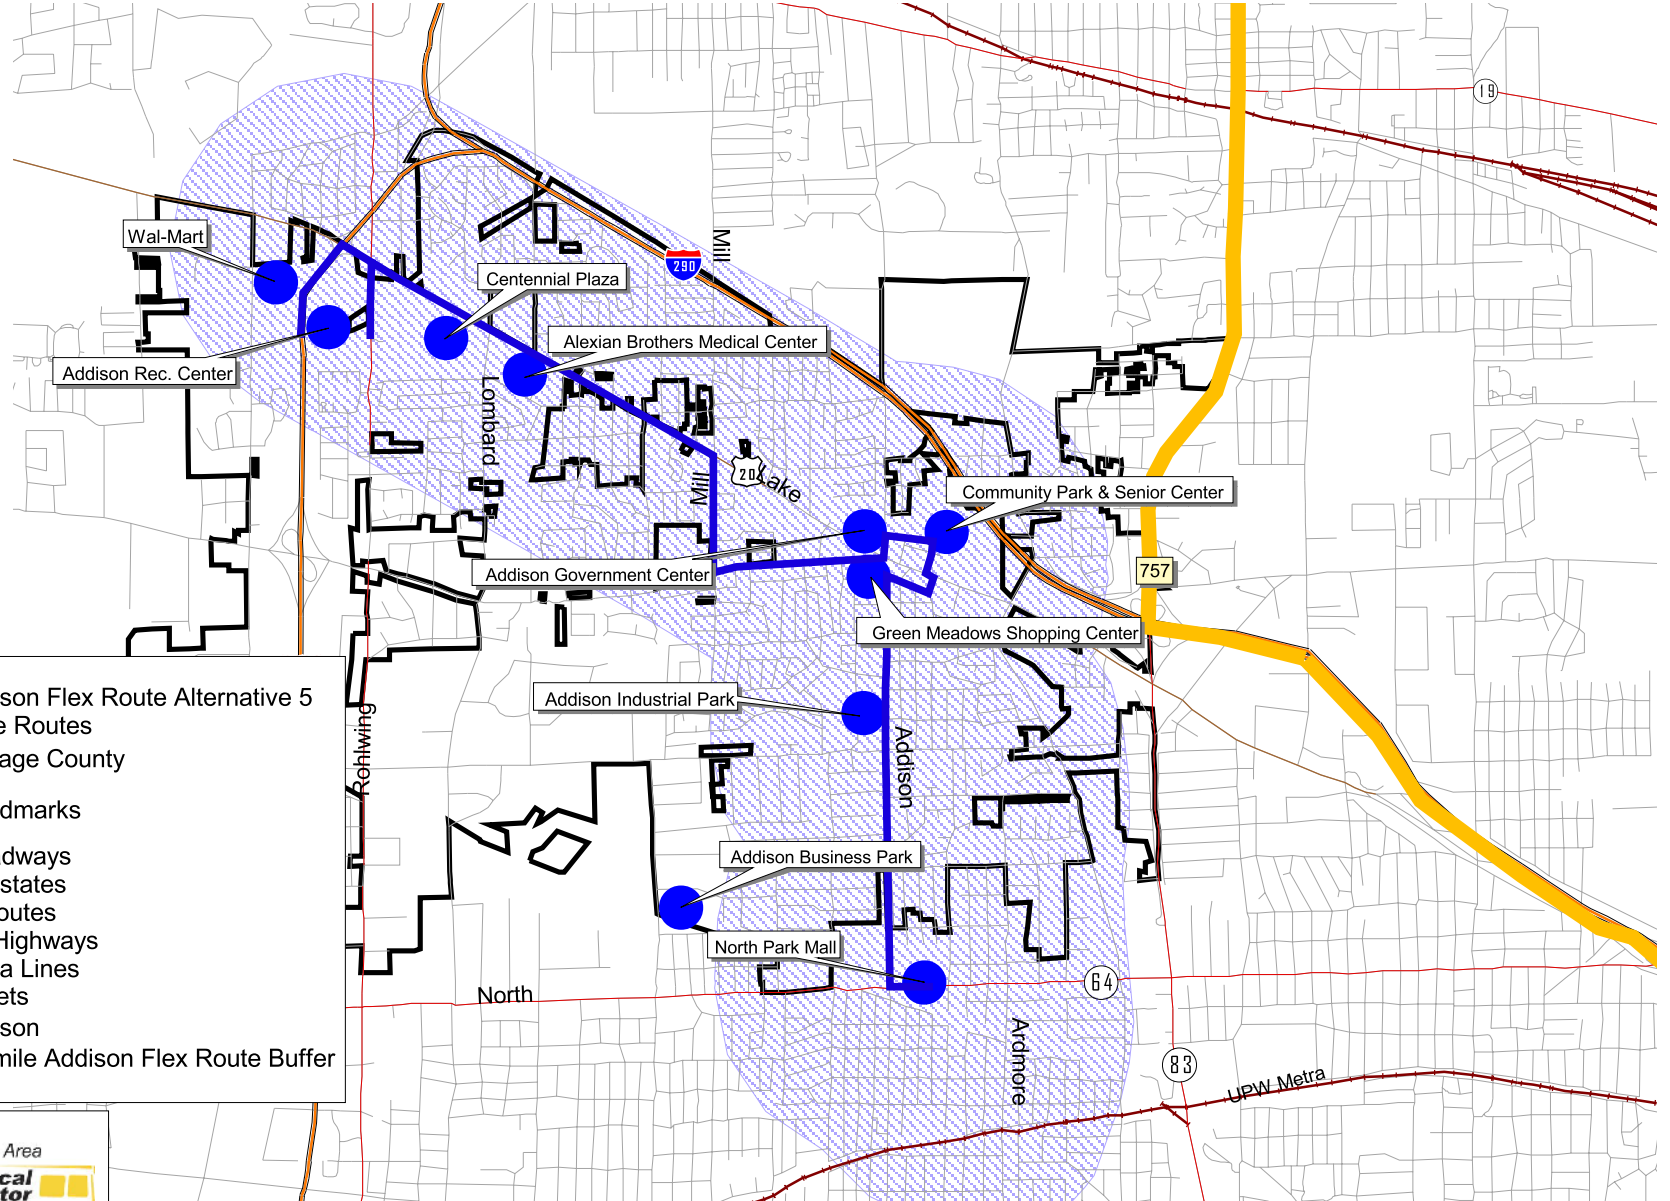 19
Mill
Wal-Mart
290
Centennial Plaza
Alexian Brothers Medical Center
Addison Rec. Center
Lombard
Mill
20
Lake
Community Park & Senior Center
Addison Government Center
757
Green Meadows Shopping Center
Addison Industrial Park
Rohlwing
Addison
Addison Business Park
North Park Mall
North
64
Ardmore
83
UPW Metra
son Flex Route Alternative 5
e Routes
age County
dmarks
dways
states
outes
Highways
a Lines
ets
son
mile Addison Flex Route Buffer
Area
cal
tor